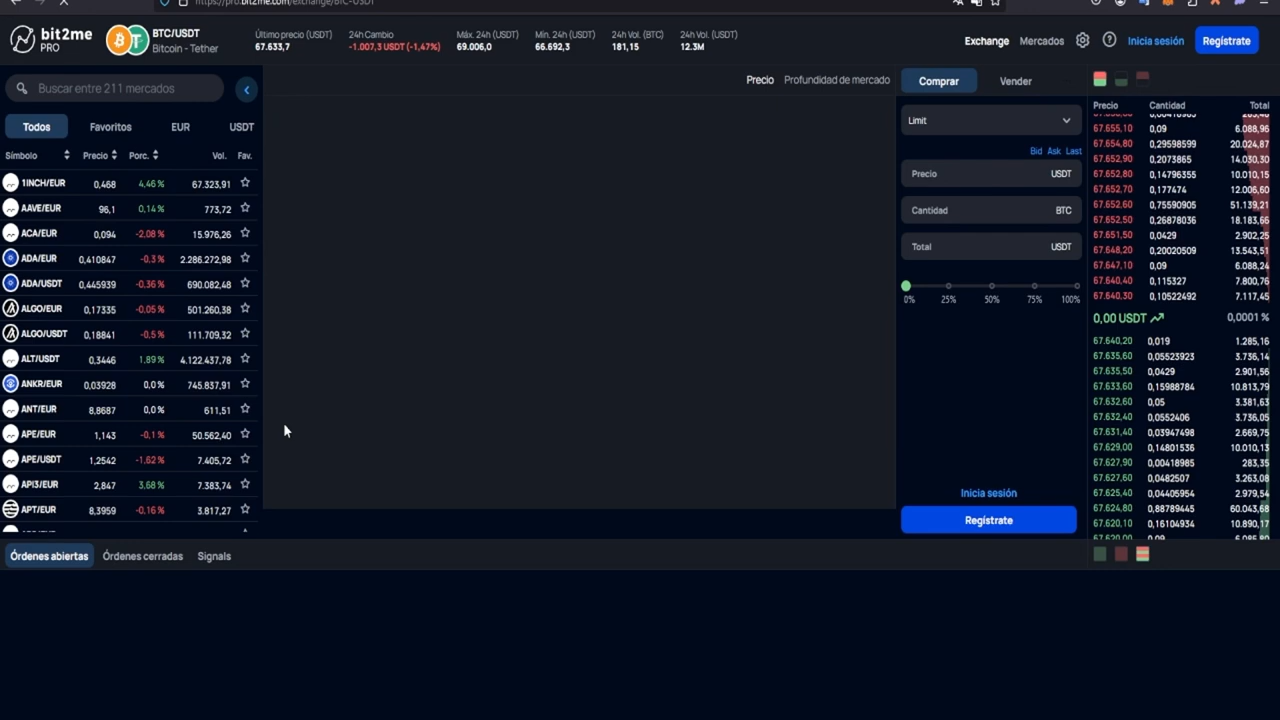 https://pro.bit2me.com/exchange/BTC-USDT
bit2me PRO
BTC/USDT
Bitcoin - Tether
Último precio (USDT)
67.633,7
24h Cambio
-1.007,3 USDT (-1,47%)
Máx. 24h (USDT)
69.006,0
Mín. 24h (USDT)
66.692,3
24h Vol. (BTC)
181,15
24h Vol. (USDT)
12.3M
Exchange Mercados Inicia sesión Regístrate
Buscar entre 211 mercados
Todos Favoritos EUR USDT
Símbolo Precio Porc. Vol. Fav.
1INCH/EUR 0,468 4,46 % 67.323,91
AAVE/EUR 96,1 0,14 % 773,72
ACA/EUR 0,094 -2,08 % 15.976,26
ADA/EUR 0,410847 -0,3 % 2.286.272,98
ADA/USDT 0,445939 -0,36 % 690.082,48
ALGO/EUR 0,17335 -0,05 % 501.260,38
ALGO/USDT 0,18841 -0,5 % 111.709,32
ALT/USDT 0,3446 1,89 % 4.122.437,78
ANKR/EUR 0,03928 0,0 % 745.837,91
ANT/EUR 8,8687 0,0 % 611,51
APE/EUR 1,143 -0,1 % 50.562,40
APE/USDT 1,2542 -1,62 % 7.405,72
API3/EUR 2,847 3,68 % 7.383,74
APT/EUR 8,3959 -0,16 % 3.817,27
Precio Profundidad de mercado
Comprar Vender
Limit
Bid Ask Last
Precio USDT
Cantidad BTC
Total USDT
0% 25% 50% 75% 100%
Inicia sesión
Regístrate
Precio Cantidad Total
67.655,10 0,09 6.088,96
67.654,80 0,29598599 20.024,87
67.652,90 0,2073865 14.030,30
67.652,80 0,14796355 10.010,15
67.652,70 0,177474 12.006,60
67.652,60 0,75590905 51.139,21
67.652,50 0,26878036 18.183,66
67.651,50 0,0429 2.902,25
67.648,20 0,20020509 13.543,51
67.647,10 0,09 6.088,24
67.640,40 0,115327 7.800,76
67.640,30 0,10522492 7.117,45
0,00 USDT 0,0001 %
67.640,20 0,019 1.285,16
67.635,60 0,05523923 3.736,14
67.635,50 0,0429 2.901,56
67.633,60 0,15988784 10.813,79
67.632,60 0,05 3.381,63
67.632,40 0,0552406 3.736,05
67.631,40 0,03947498 2.669,75
67.629,00 0,14801536 10.010,13
67.627,90 0,00418985 283,35
67.627,60 0,0482507 3.263,08
67.625,40 0,04405954 2.979,54
67.624,80 0,88789445 60.043,68
67.620,10 0,16104934 10.890,17
67.620,00 0,09 6.085,80
Órdenes abiertas Órdenes cerradas Signals